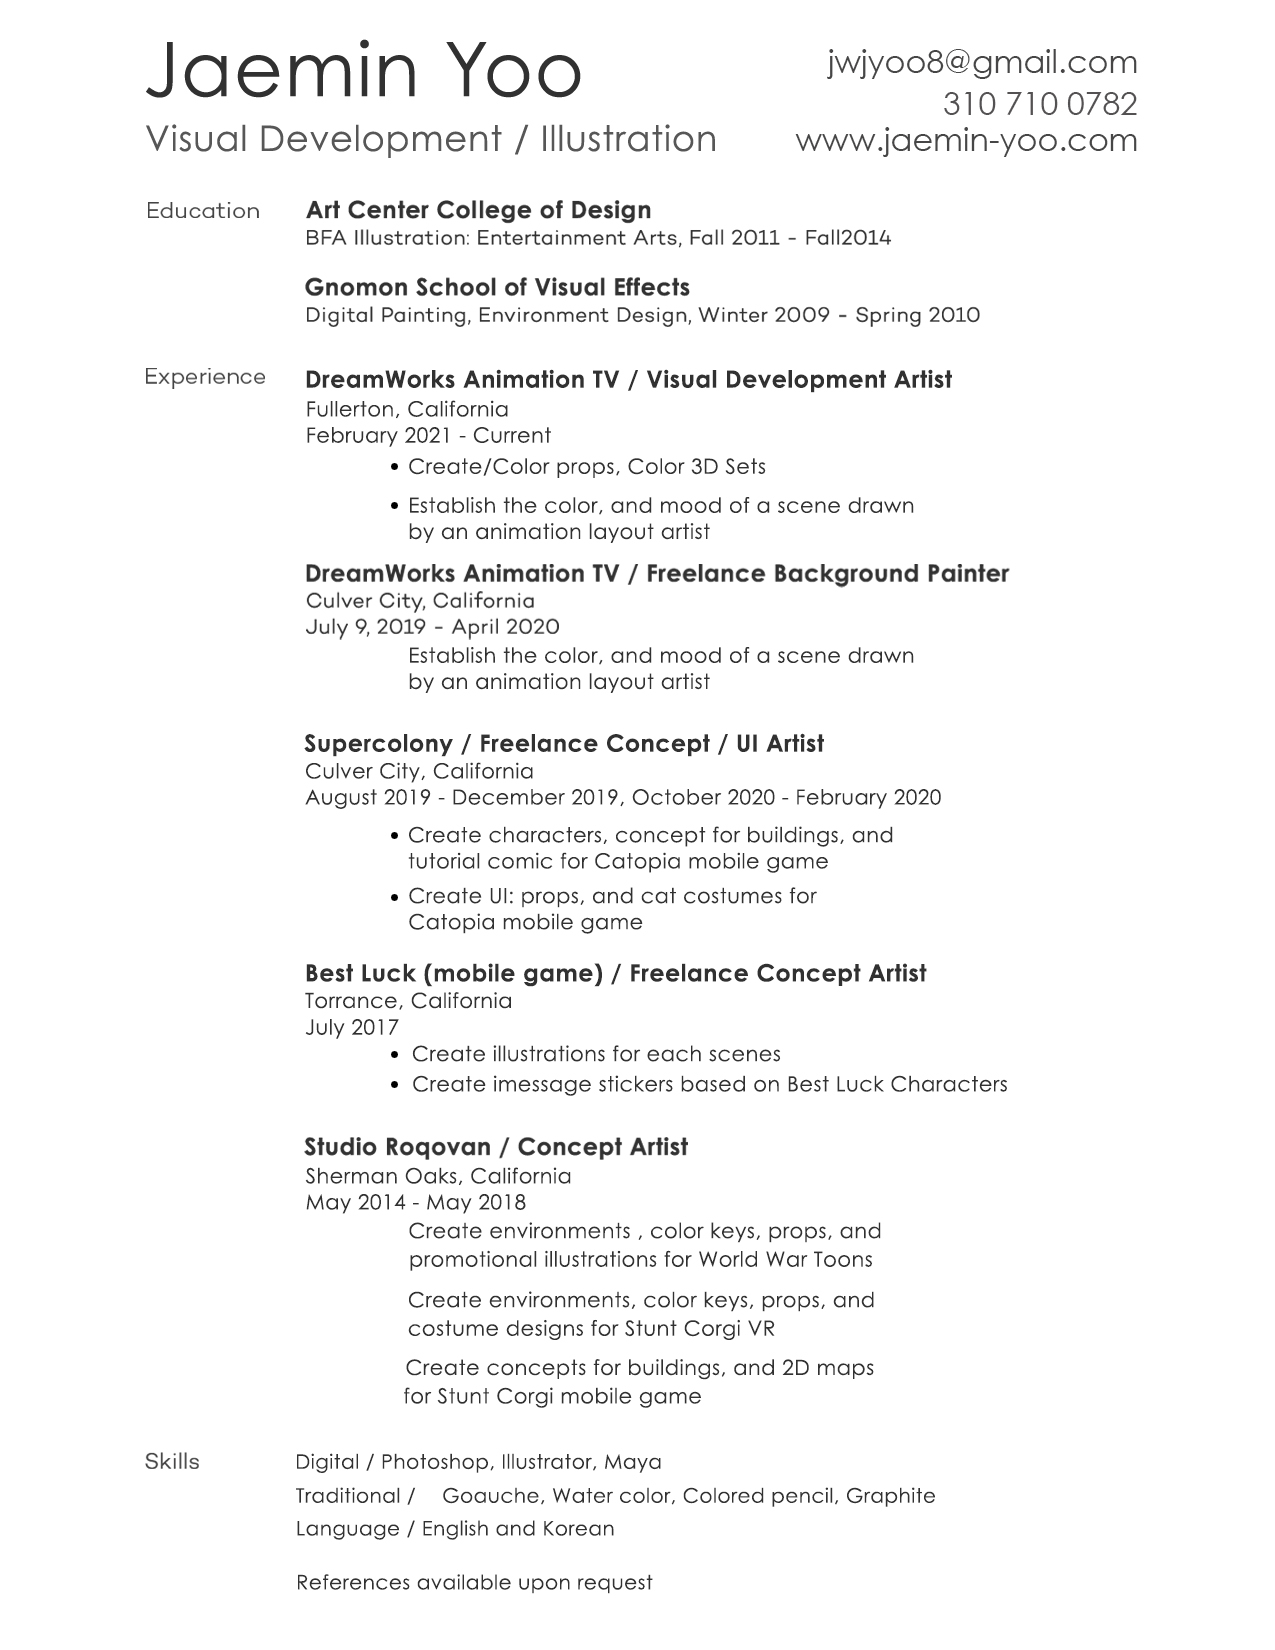 Jaemin Yoo
Visual Development / Illustration
jwjyoo8@gmail.com
310 710 0782
www.jaemin-yoo.com
Education
Art Center College of Design
BFA Illustration: Entertainment Arts, Fall 2011 - Fall2014
Gnomon School of Visual Effects
Digital Painting, Environment Design, Winter 2009 - Spring 2010
Experience
DreamWorks Animation TV / Visual Development Artist
Fullerton, California
February 2021 - Current
• Create/Color props, Color 3D Sets
• Establish the color, and mood of a scene drawn
by an animation layout artist
DreamWorks Animation TV / Freelance Background Painter
Culver City, California
July 9, 2019 - April 2020
Establish the color, and mood of a scene drawn
by an animation layout artist
Supercolony / Freelance Concept / UI Artist
Culver City, California
August 2019 - December 2019, October 2020 - February 2020
• Create characters, concept for buildings, and
tutorial comic for Catopia mobile game
• Create UI: props, and cat costumes for
Catopia mobile game
Best Luck (mobile game) / Freelance Concept Artist
Torrance, California
July 2017
• Create illustrations for each scenes
• Create imessage stickers based on Best Luck Characters
Studio Roqovan / Concept Artist
Sherman Oaks, California
May 2014 - May 2018
Create environments , color keys, props, and
promotional illustrations for World War Toons
Create environments, color keys, props, and
costume designs for Stunt Corgi VR
Create concepts for buildings, and 2D maps
for Stunt Corgi mobile game
Skills
Digital / Photoshop, Illustrator, Maya
Traditional / Goauche, Water color, Colored pencil, Graphite
Language / English and Korean
References available upon request